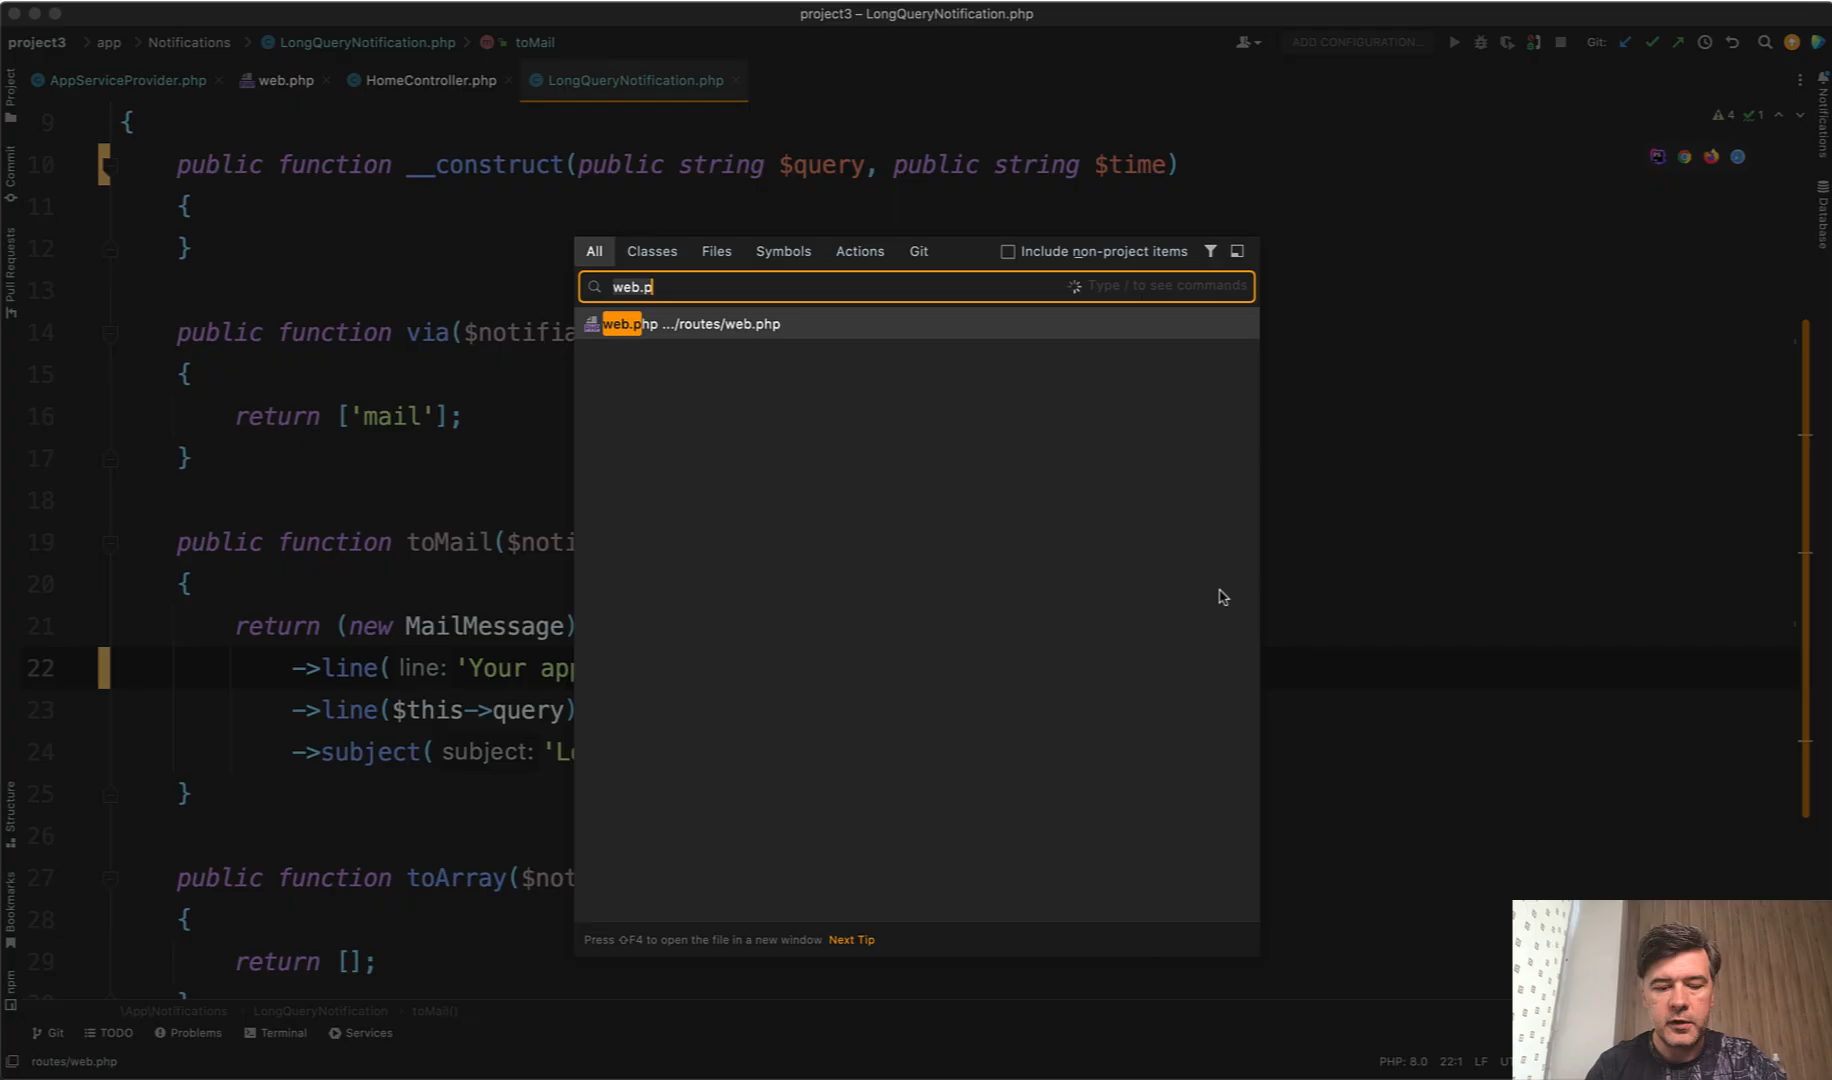 project3 – LongQueryNotification.php
project3 > app > Notifications > LongQueryNotification.php > toMail
ADD CONFIGURATION...
Git:
AppServiceProvider.php
web.php
HomeController.php
LongQueryNotification.php
4 1
9 {
10 public function __construct(public string $query, public string $time)
11 {
12 }
13
14 public function via($notifia
15 {
16 return ['mail'];
17 }
18
19 public function toMail($noti
20 {
21 return (new MailMessage)
22 ->line( line: 'Your app
23 ->line($this->query)
24 ->subject( subject: 'Lo
25 }
26
27 public function toArray($not
28 {
29 return [];
}
All Classes Files Symbols Actions Git Include non-project items
web.p
Type / to see commands
web.php .../routes/web.php
Press ⇧F4 to open the file in a new window Next Tip
Project
Commit
Pull Requests
Structure
Bookmarks
npm
Notifications
Database
\App\Notifications > LongQueryNotification > toMail()
Git TODO Problems Terminal Services
routes/web.php
PHP: 8.0 22:1 LF